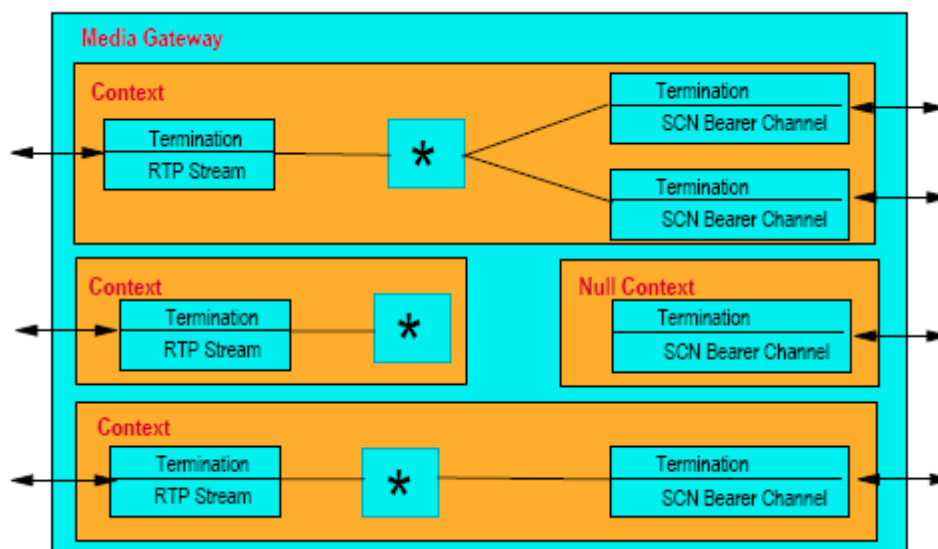 Media Gateway
Context
Termination
RTP Stream
*
Termination
SCN Bearer Channel
Termination
SCN Bearer Channel
Context
Termination
RTP Stream
*
Null Context
Termination
SCN Bearer Channel
Context
Termination
RTP Stream
*
Termination
SCN Bearer Channel